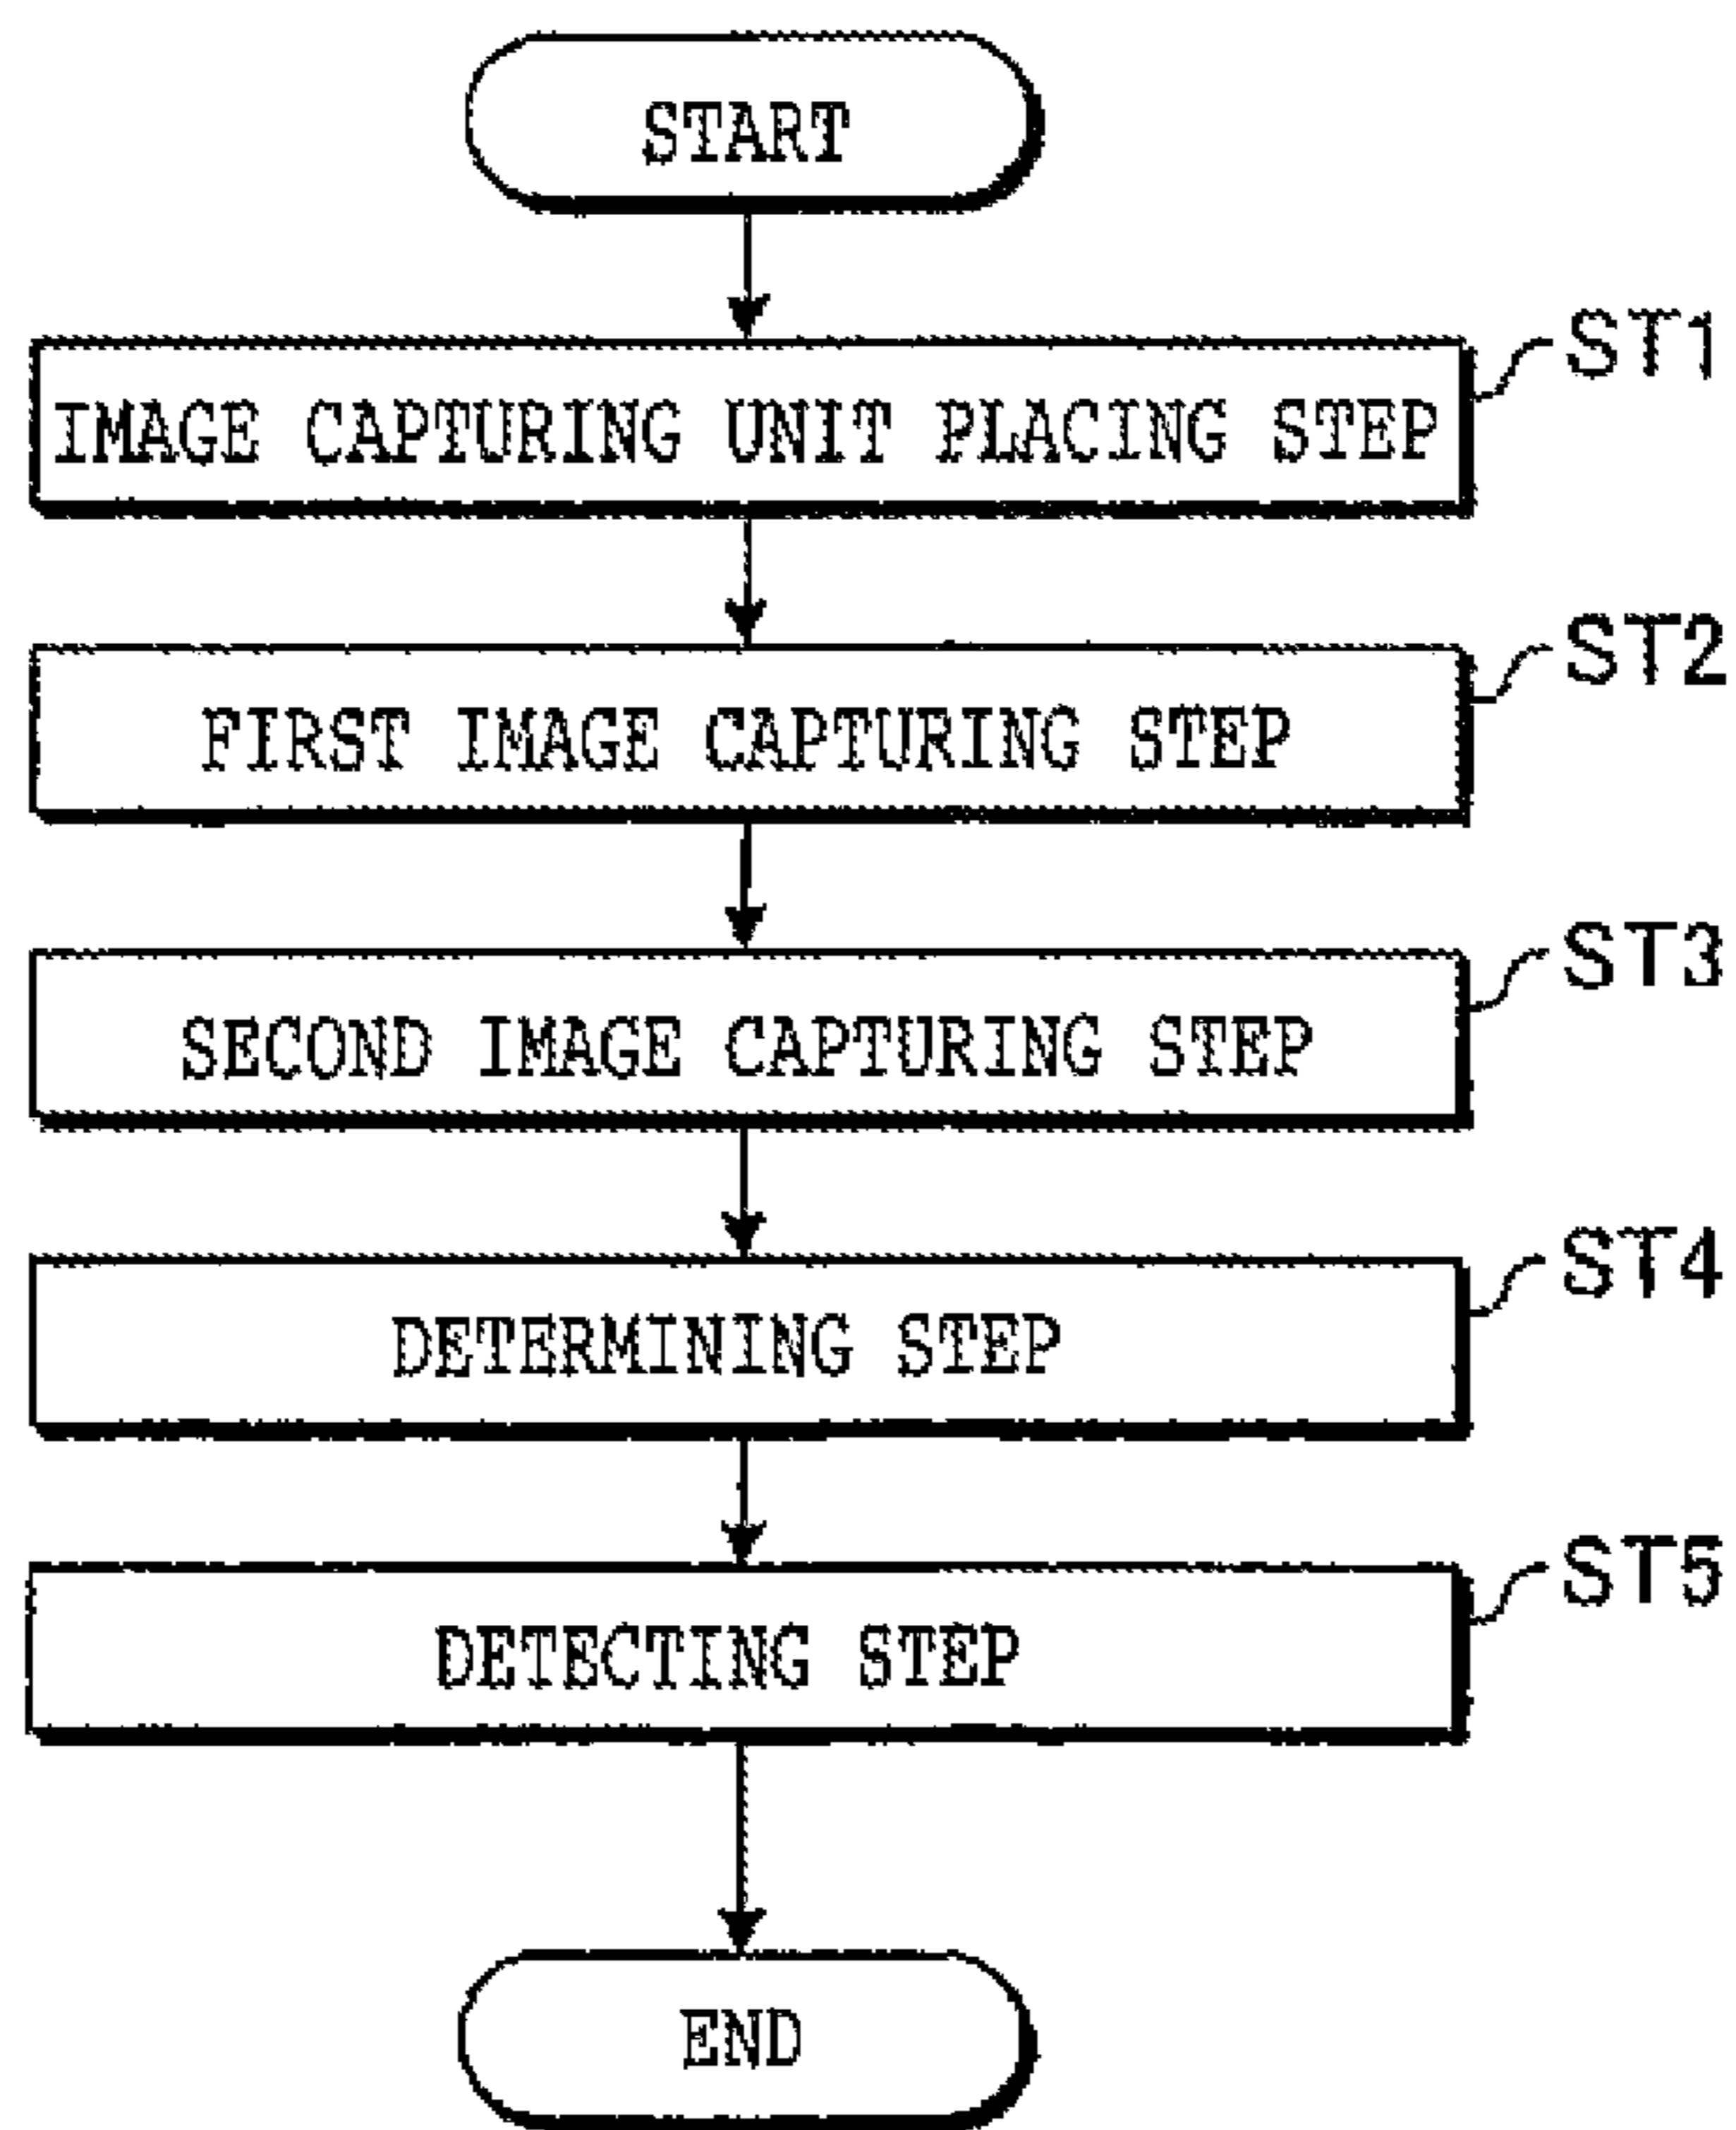 START
ST1
IMAGE CAPTURING UNIT PLACING STEP
ST2
FIRST IMAGE CAPTURING STEP
ST3
SECOND IMAGE CAPTURING STEP
ST4
DETERMINING STEP
ST5
DETECTING STEP
END